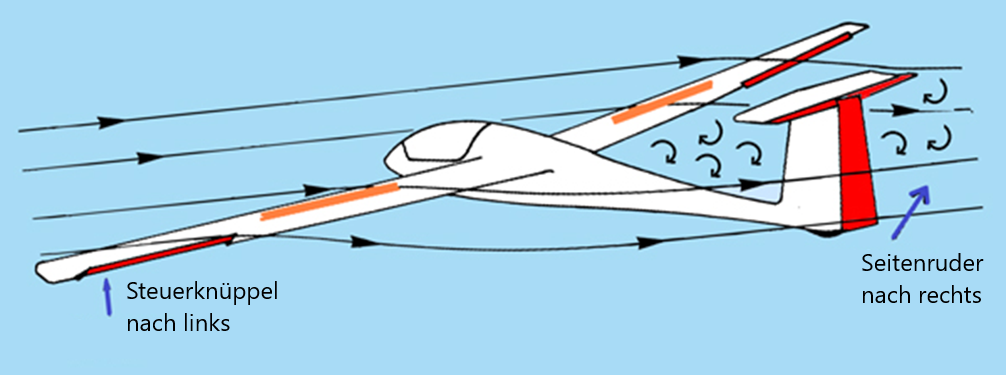 Steuerknüppel
nach links
Seitenruder
nach rechts